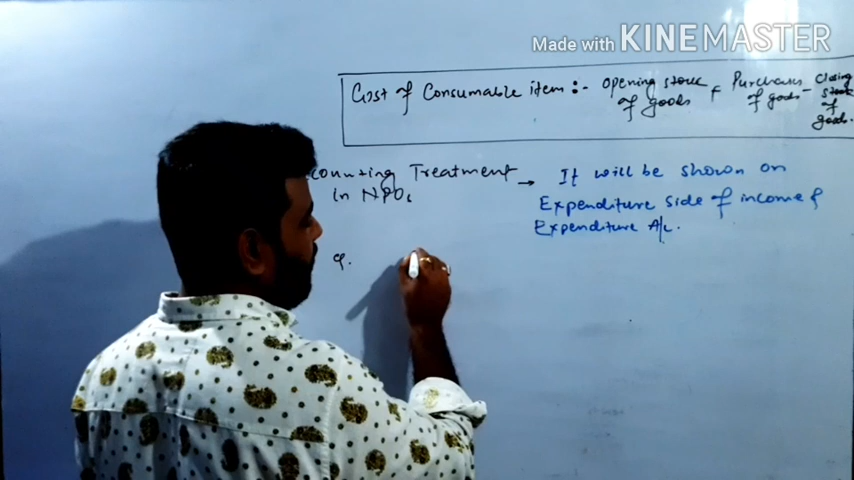 Made with KINEMASTER
Cost of Consumable item :- Opening stock of goods + Purchases of goods - Closing stock of goods.
counting Treatment → It will be shown on
in NPO. Expenditure side of income &
Expenditure A/c.
Q.